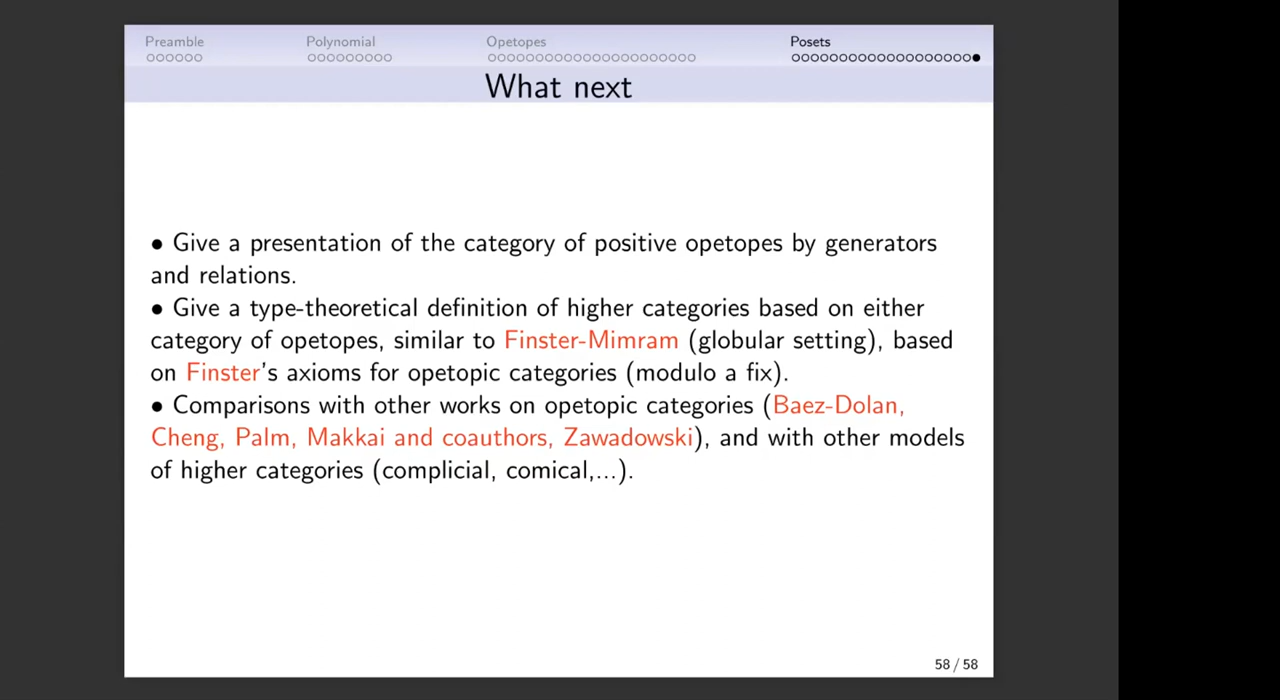 Preamble Polynomial Opetopes Posets
What next
• Give a presentation of the category of positive opetopes by generators
and relations.
• Give a type-theoretical definition of higher categories based on either
category of opetopes, similar to Finster-Mimram (globular setting), based
on Finster's axioms for opetopic categories (modulo a fix).
• Comparisons with other works on opetopic categories (Baez-Dolan,
Cheng, Palm, Makkai and coauthors, Zawadowski), and with other models
of higher categories (complicial, comical,...).
58 / 58